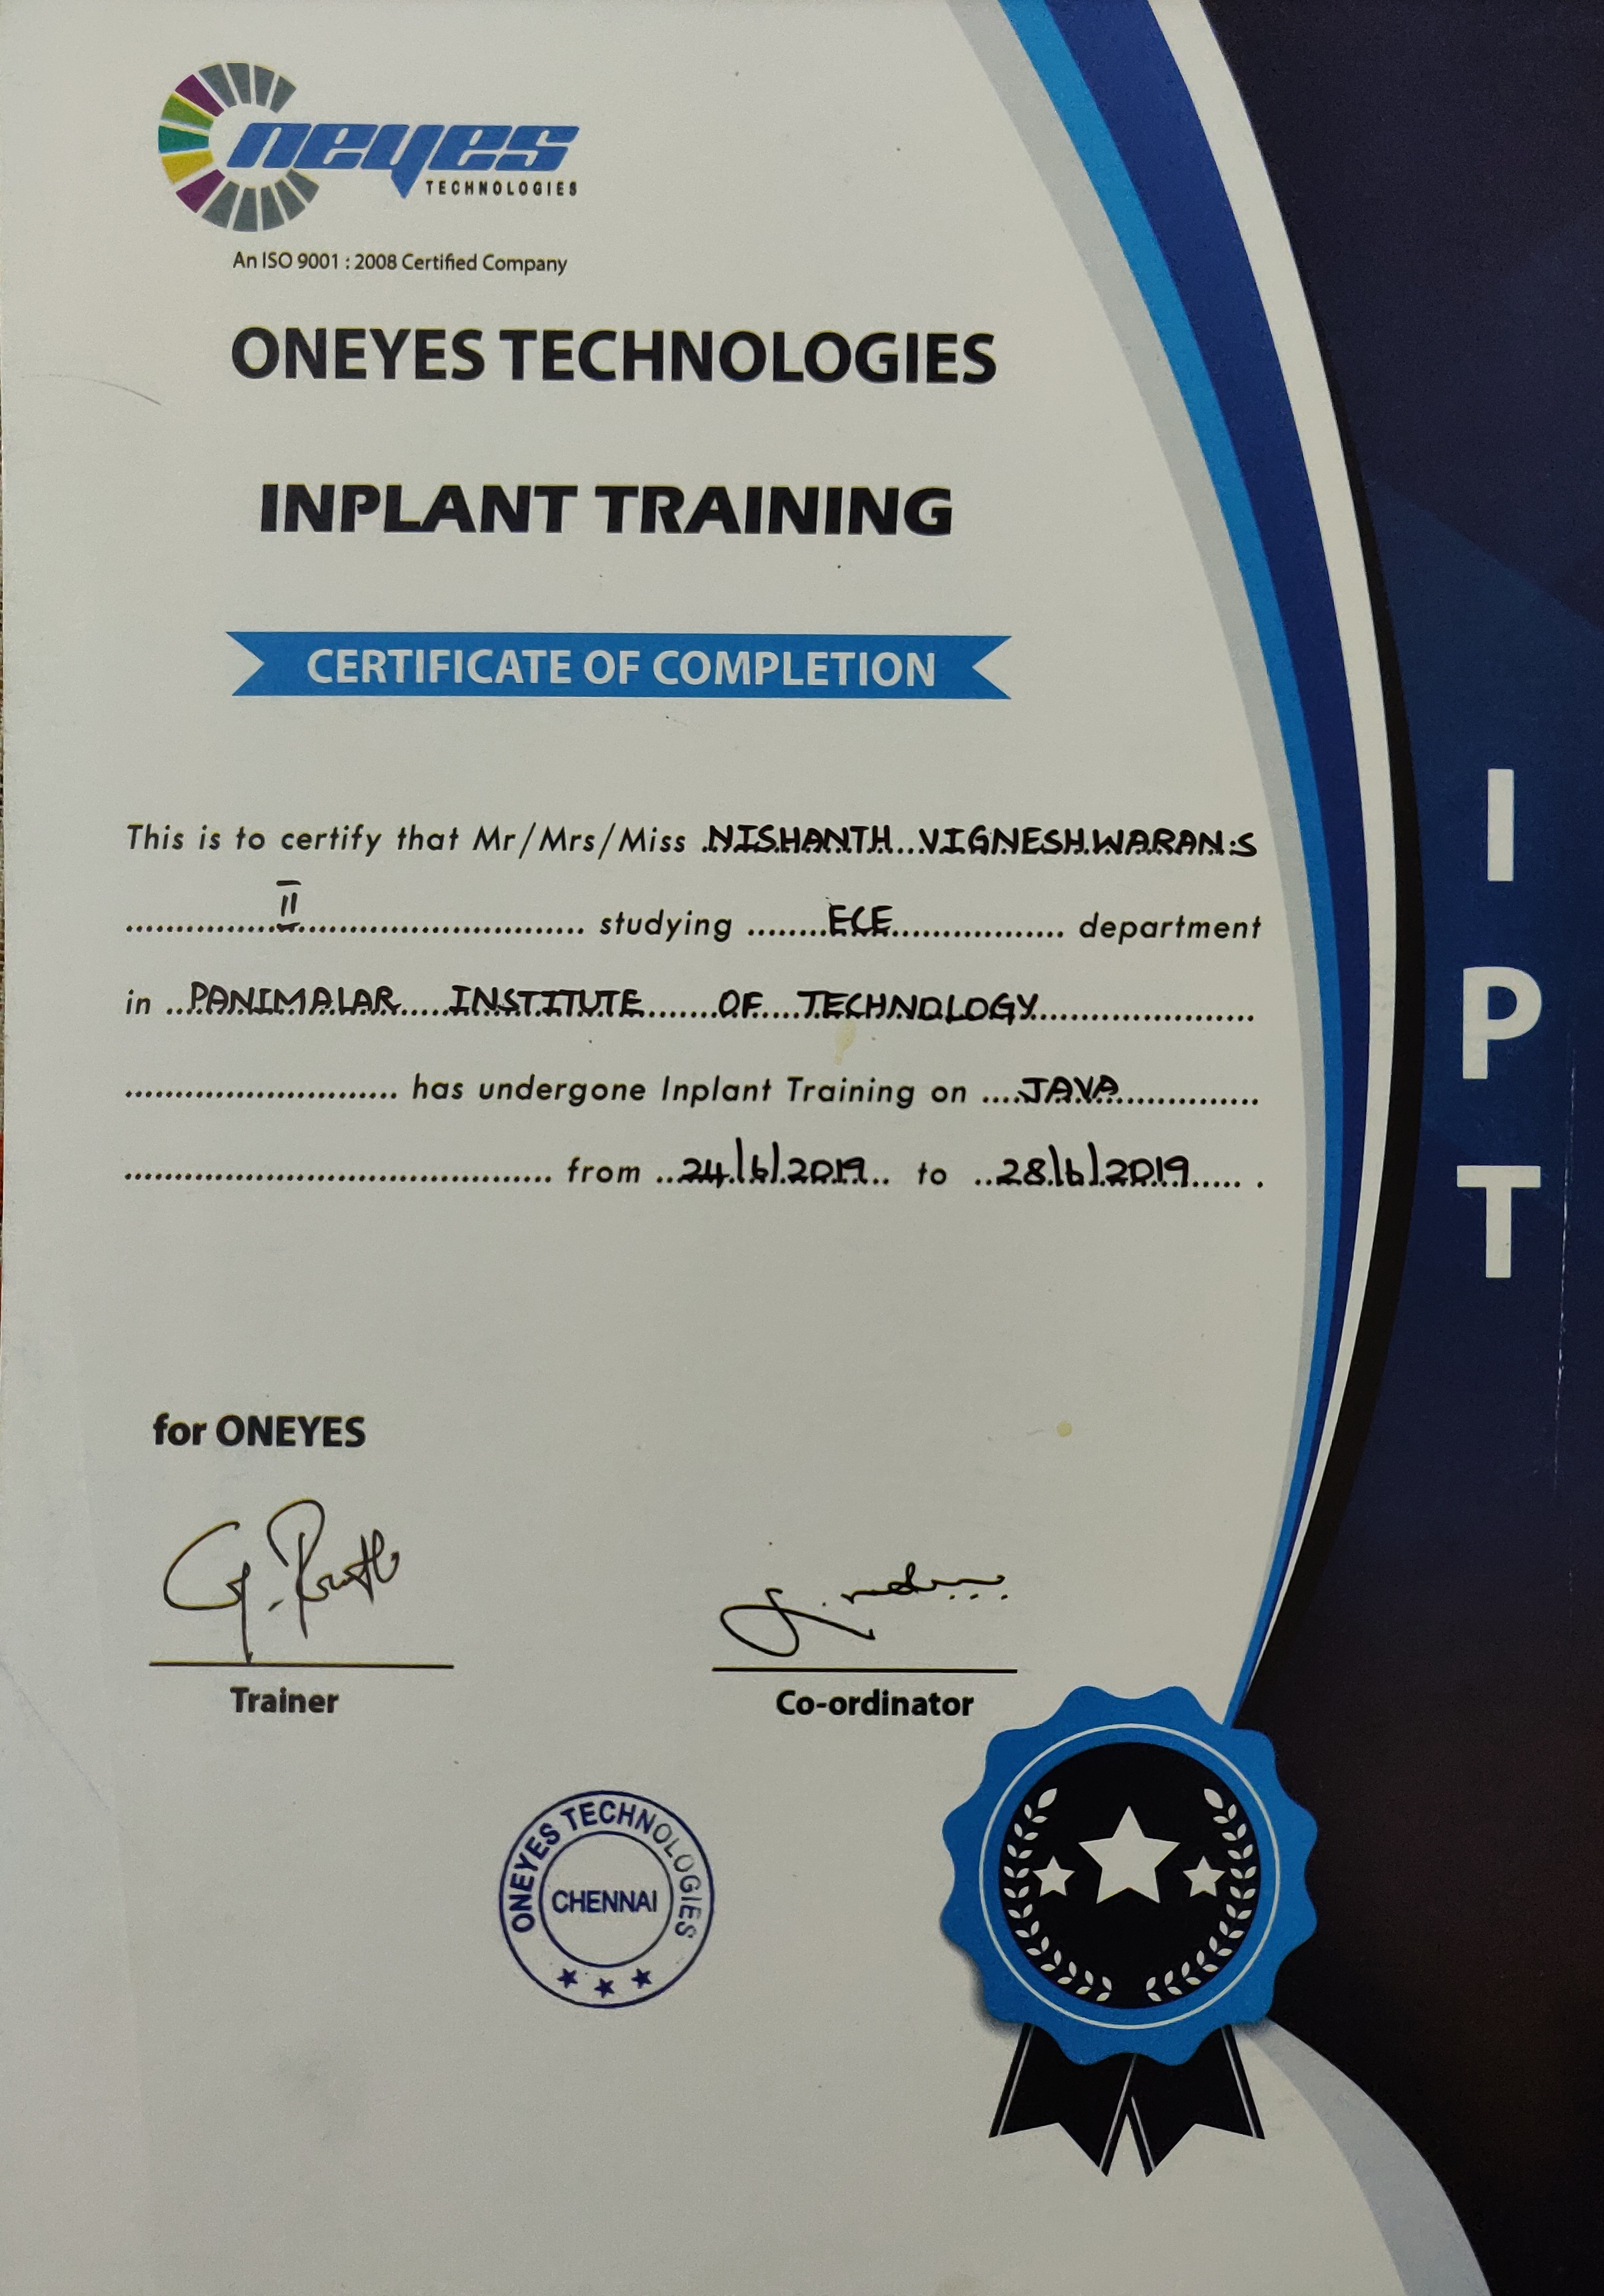 neyes
TECHNOLOGIES
An ISO 9001 : 2008 Certified Company
ONEYES TECHNOLOGIES
INPLANT TRAINING
CERTIFICATE OF COMPLETION
This is to certify that Mr/Mrs/Miss NISHANTH VIGNESHWARAN.S
II studying ECE department
in PANIMALAR INSTITUTE OF TECHNOLOGY
has undergone Inplant Training on JAVA
from 24/6/2019 to 28/6/2019 .
I
P
T
for ONEYES
Trainer
Co-ordinator
ONEYES TECHNOLOGIES
CHENNAI